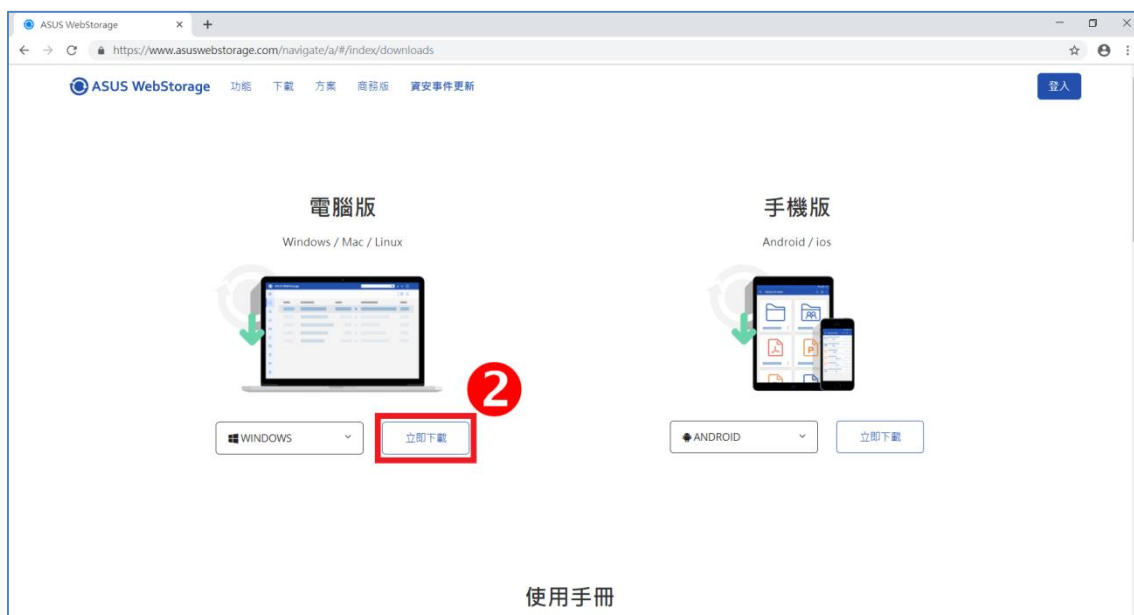 ASUS WebStorage
https://www.asuswebstorage.com/navigate/a/#/index/downloads
ASUS WebStorage 功能 下載 方案 商務版 資安事件更新 登入
電腦版
Windows / Mac / Linux
手機版
Android / ios
2
WINDOWS 立即下載
ANDROID 立即下載
使用手冊